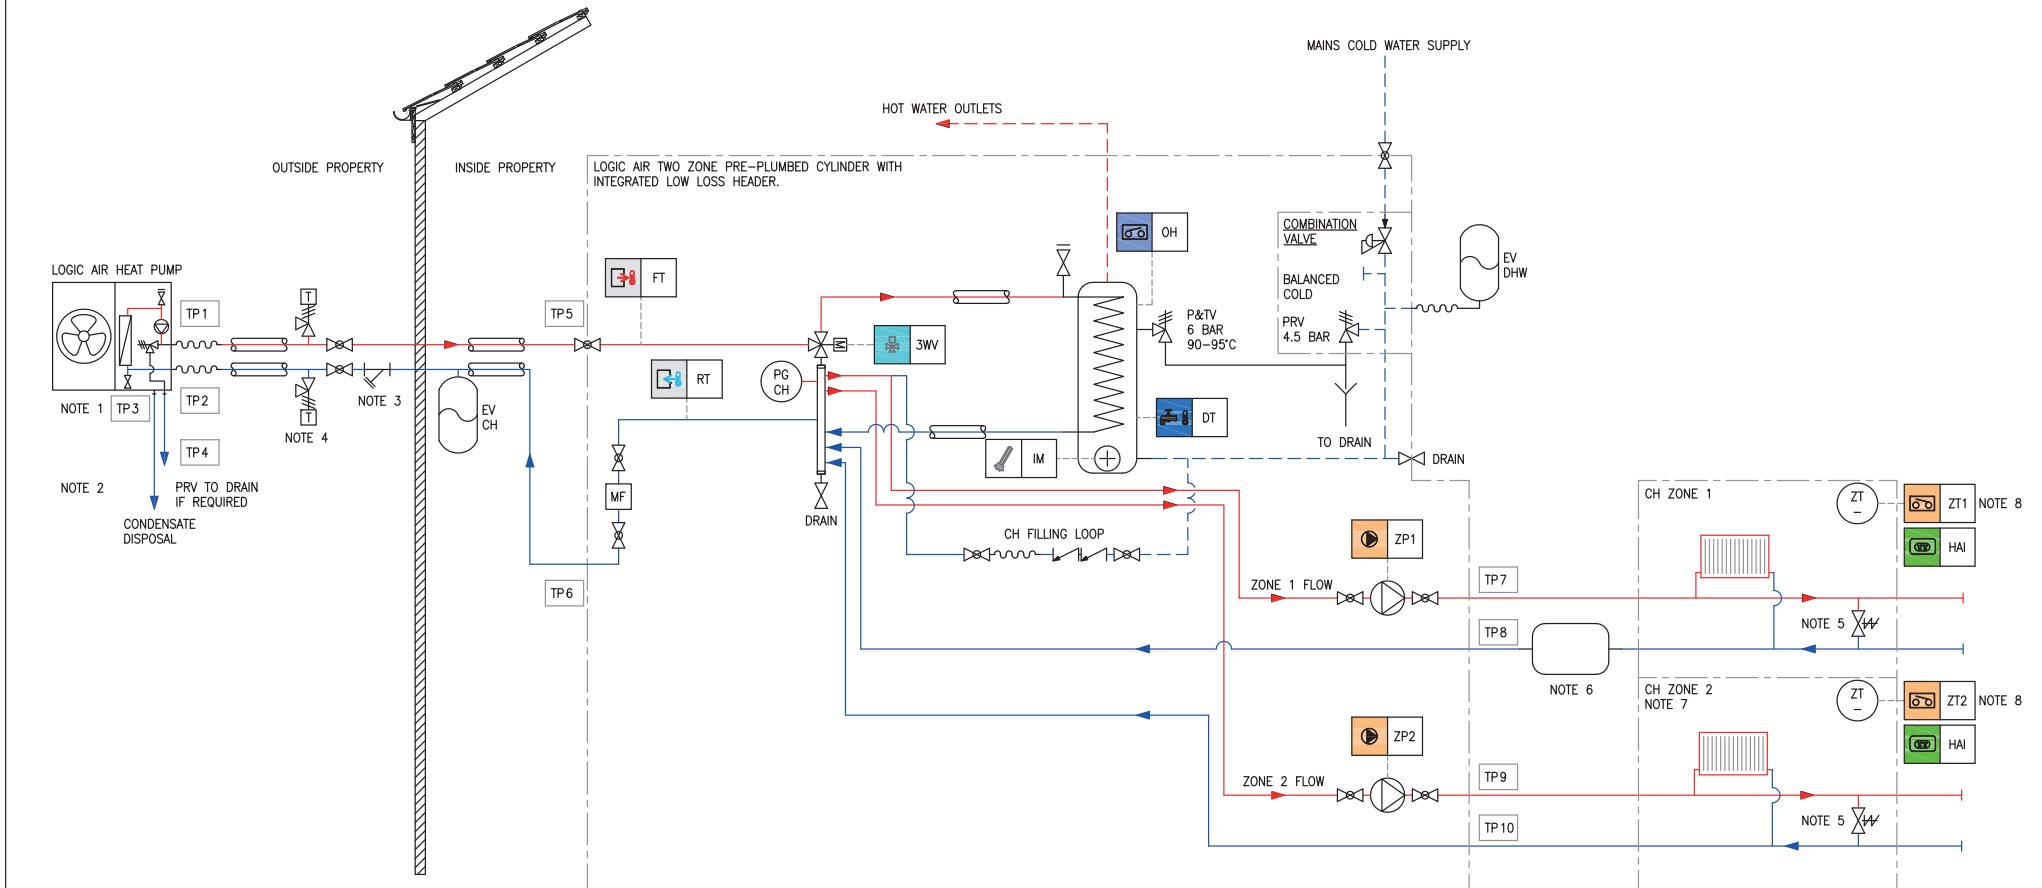 MAINS COLD WATER SUPPLY
HOT WATER OUTLETS
OUTSIDE PROPERTY
INSIDE PROPERTY
LOGIC AIR TWO ZONE PRE-PLUMBED CYLINDER WITH
INTEGRATED LOW LOSS HEADER.
OH
COMBINATION
VALVE
BALANCED
COLD
PRV
4.5 BAR
EV
DHW
LOGIC AIR HEAT PUMP
TP1
T
TP5
FT
M
3WV
P&TV
6 BAR
90-95°C
RT
PG
CH
NOTE 1
TP3
TP2
T
NOTE 3
NOTE 4
EV
CH
DT
TP4
IM
TO DRAIN
DRAIN
NOTE 2
PRV TO DRAIN
IF REQUIRED
MF
DRAIN
CONDENSATE
DISPOSAL
CH FILLING LOOP
CH ZONE 1
ZT
-
ZT1
NOTE 8
HAI
ZP1
TP6
ZONE 1 FLOW
TP7
NOTE 5
TP8
NOTE 6
CH ZONE 2
NOTE 7
ZT
-
ZT2
NOTE 8
HAI
ZP2
ZONE 2 FLOW
TP9
NOTE 5
TP10